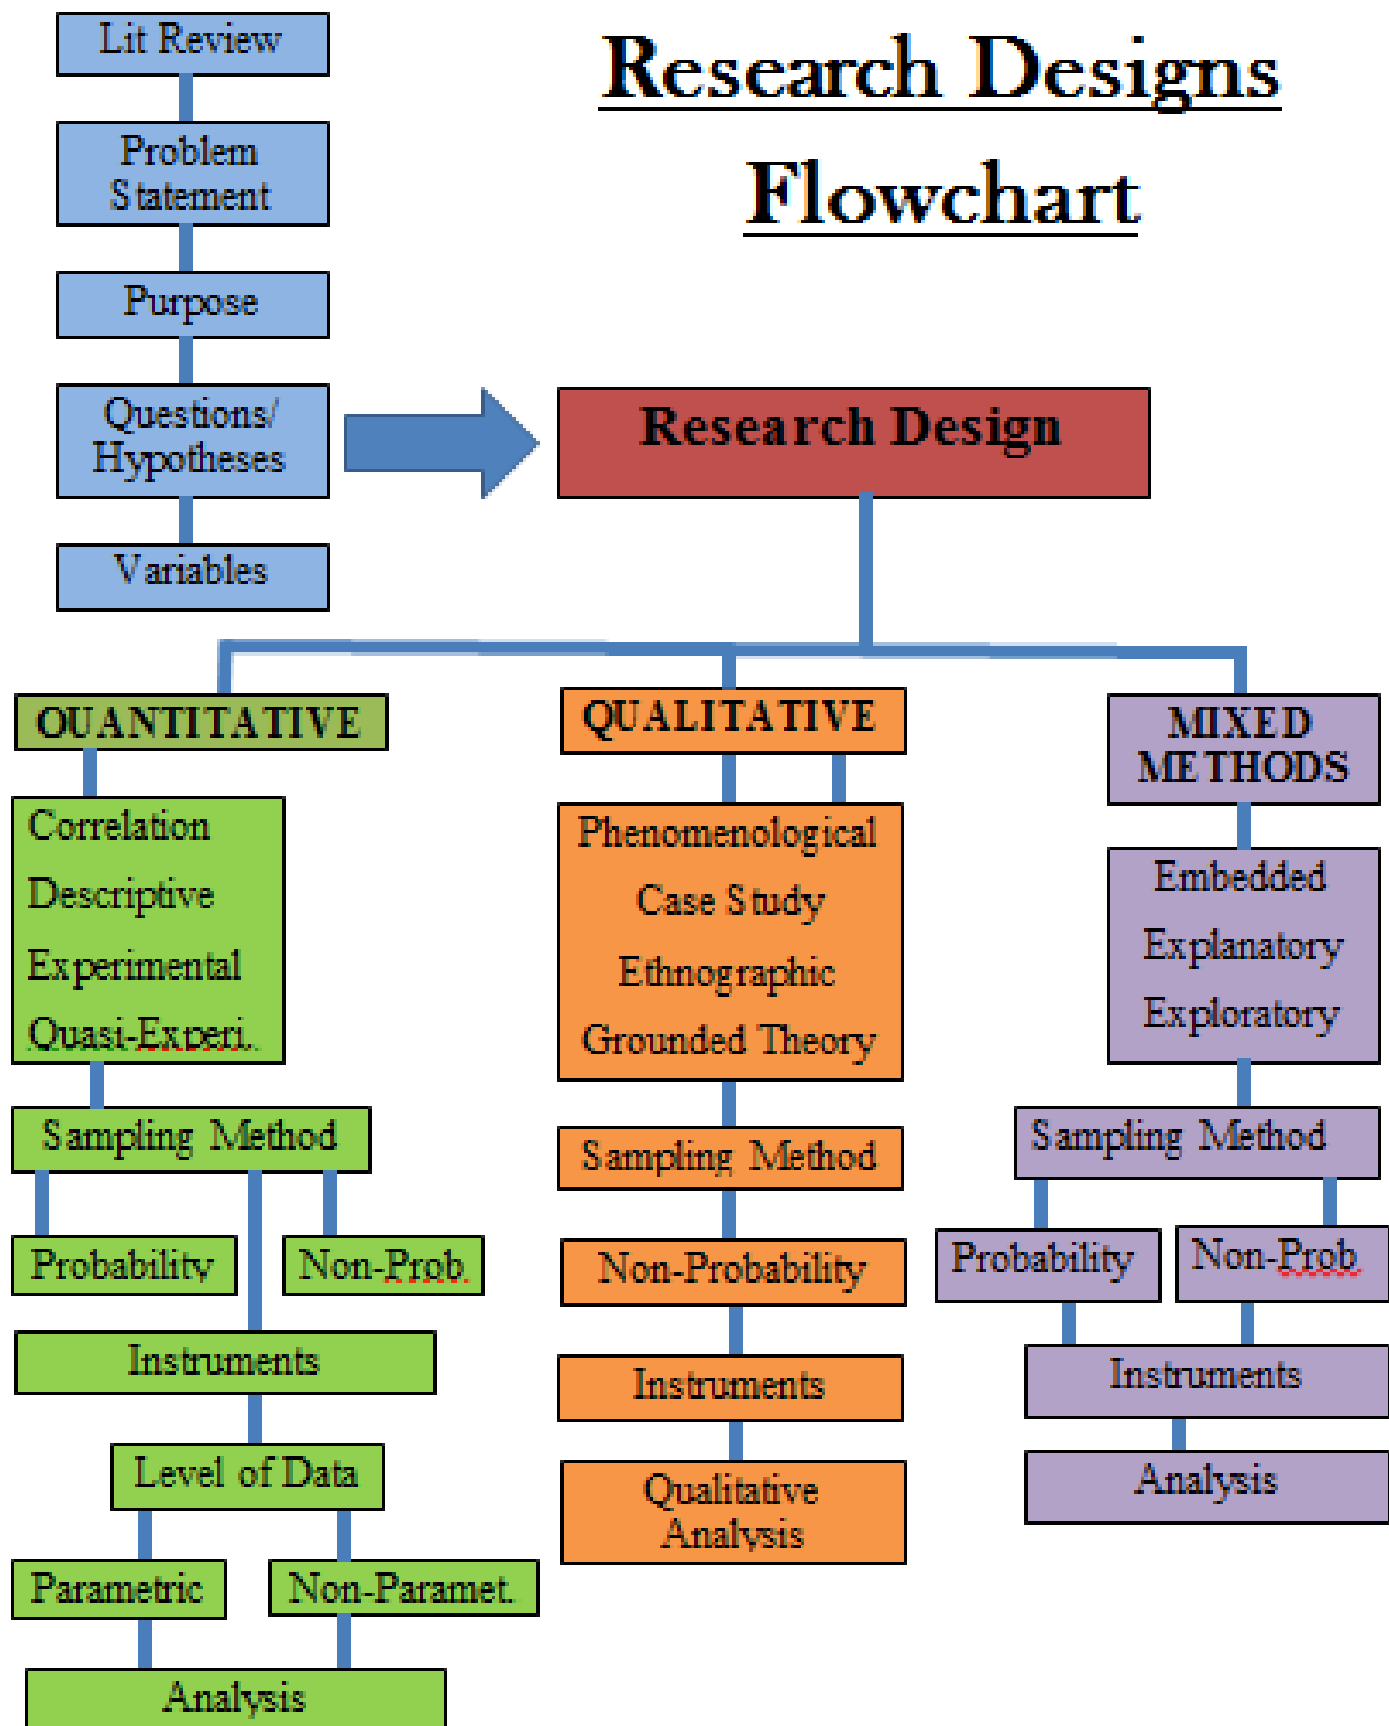 Research Designs
Flowchart
Lit Review
Problem
Statement
Purpose
Questions/
Hypotheses
Variables
Research Design
QUANTITATIVE
Correlation
Descriptive
Experimental
Quasi-Experi..
Sampling Method
Probability
Non-Prob.
Instruments
Level of Data
Parametric
Non-Paramet.
Analysis
QUALITATIVE
Phenomenological
Case Study
Ethnographic
Grounded Theory
Sampling Method
Non-Probability
Instruments
Qualitative
Analysis
MIXED
METHODS
Embedded
Explanatory
Exploratory
Sampling Method
Probability
Non-Prob
Instruments
Analysis